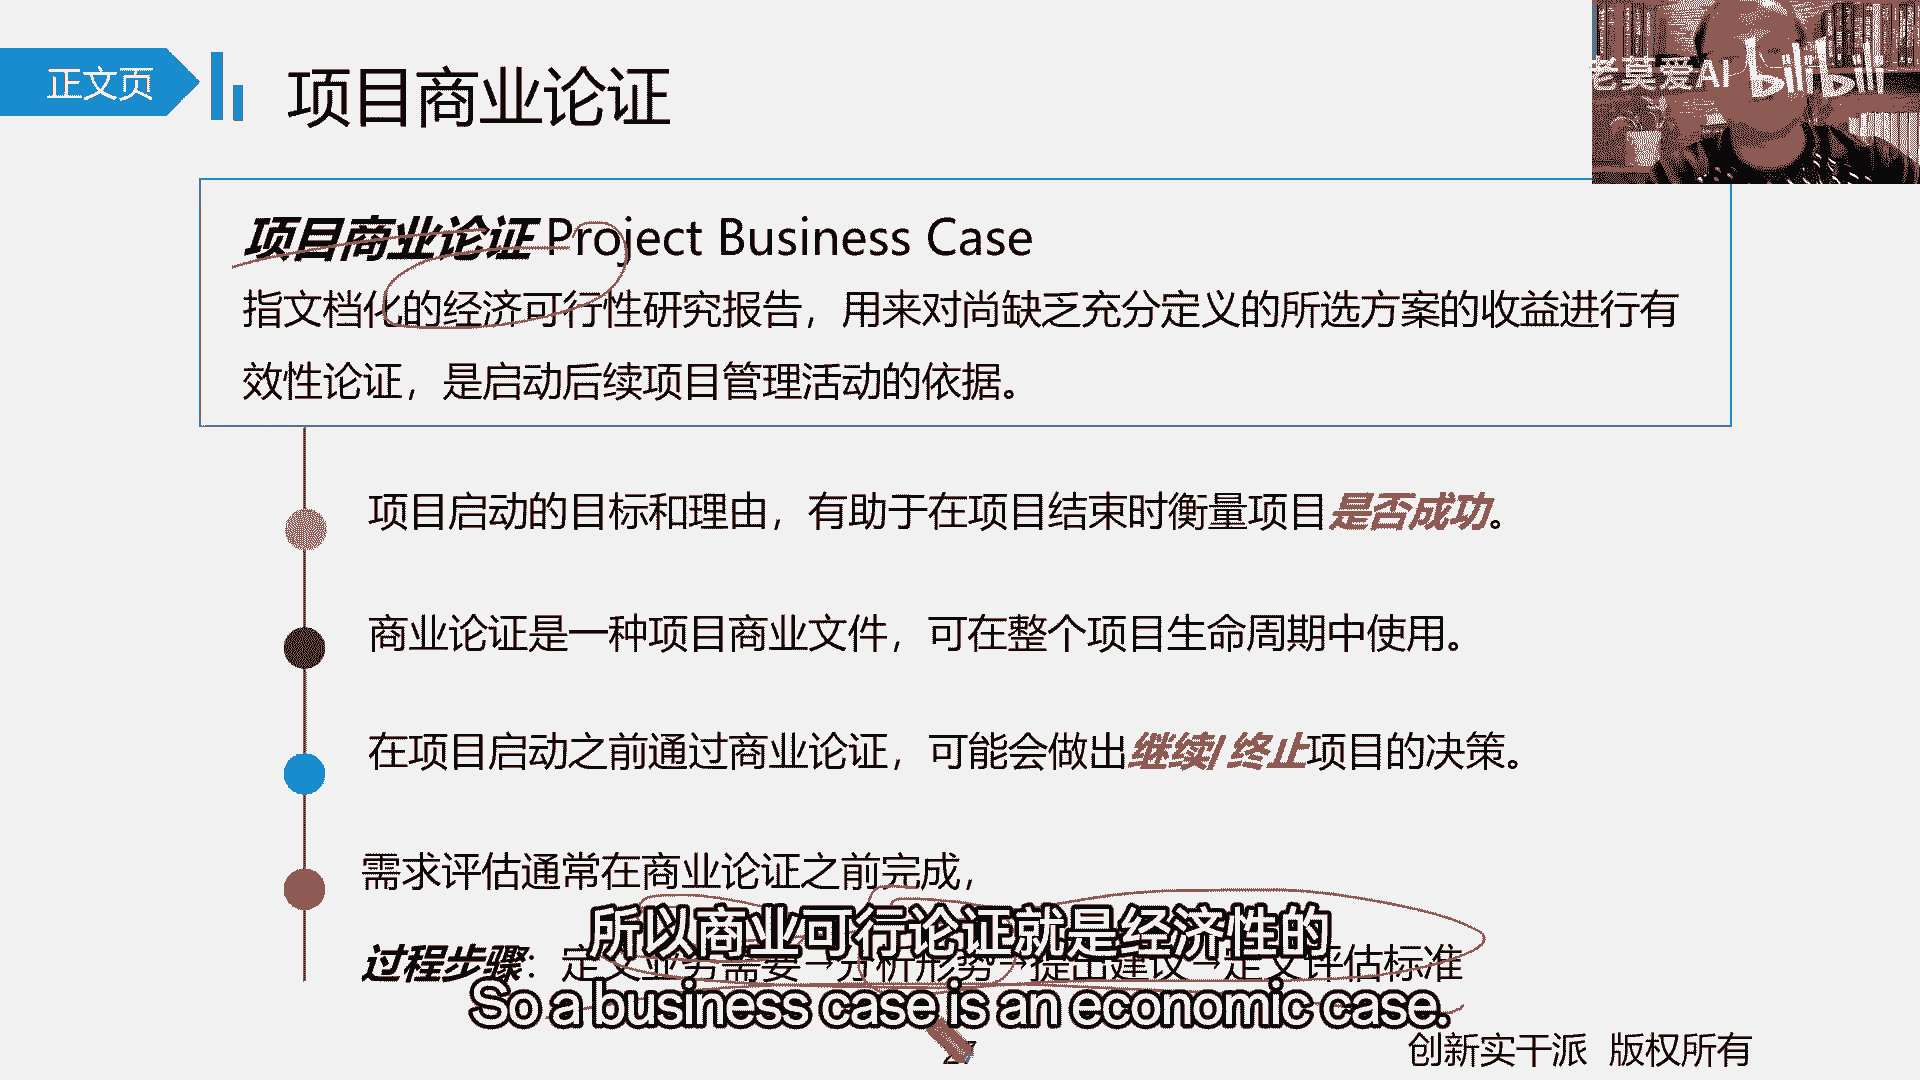 正文页
项目商业论证
老莫爱AI bilibili
项目商业论证 Project Business Case
指文档化的经济可行性研究报告，用来对尚缺乏充分定义的所选方案的收益进行有
效性论证，是启动后续项目管理活动的依据。
项目启动的目标和理由，有助于在项目结束时衡量项目是否成功。
商业论证是一种项目商业文件，可在整个项目生命周期中使用。
在项目启动之前通过商业论证，可能会做出继续/终止项目的决策。
需求评估通常在商业论证之前完成，
所以商业可行论证就是经济性的
过程步骤：定义业务需要→分析形势→提出建议→定义评估标准
So a business case is an economic case.
27
创新实干派 版权所有